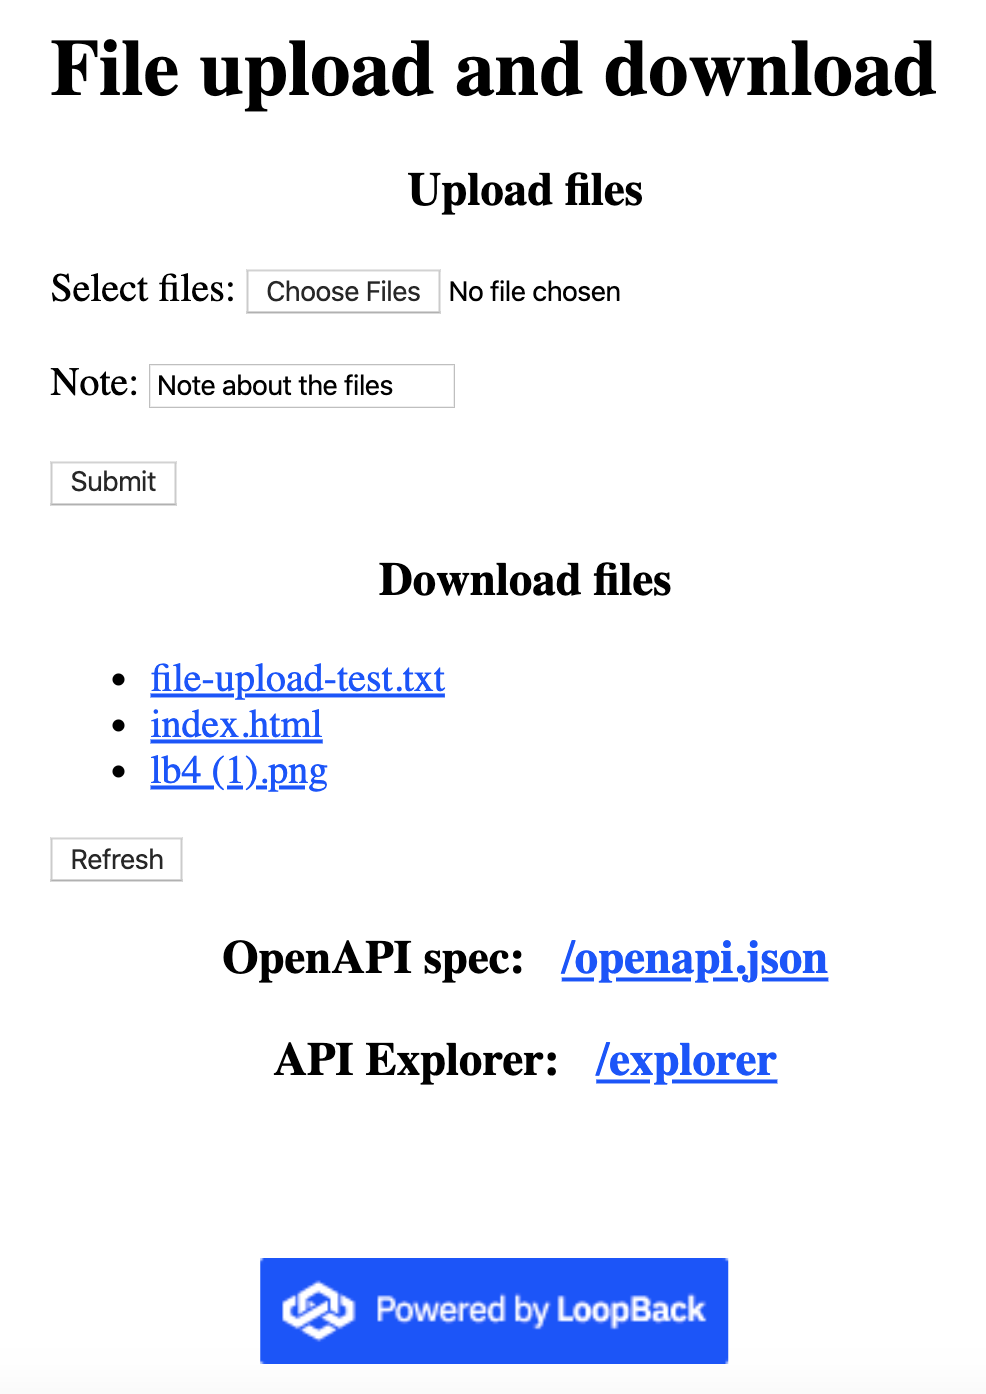 File upload and download
Upload files
Select files: Choose Files No file chosen
Note: Note about the files
Submit
Download files
file-upload-test.txt
index.html
lb4 (1).png
Refresh
OpenAPI spec: /openapi.json
API Explorer: /explorer
Powered by LoopBack